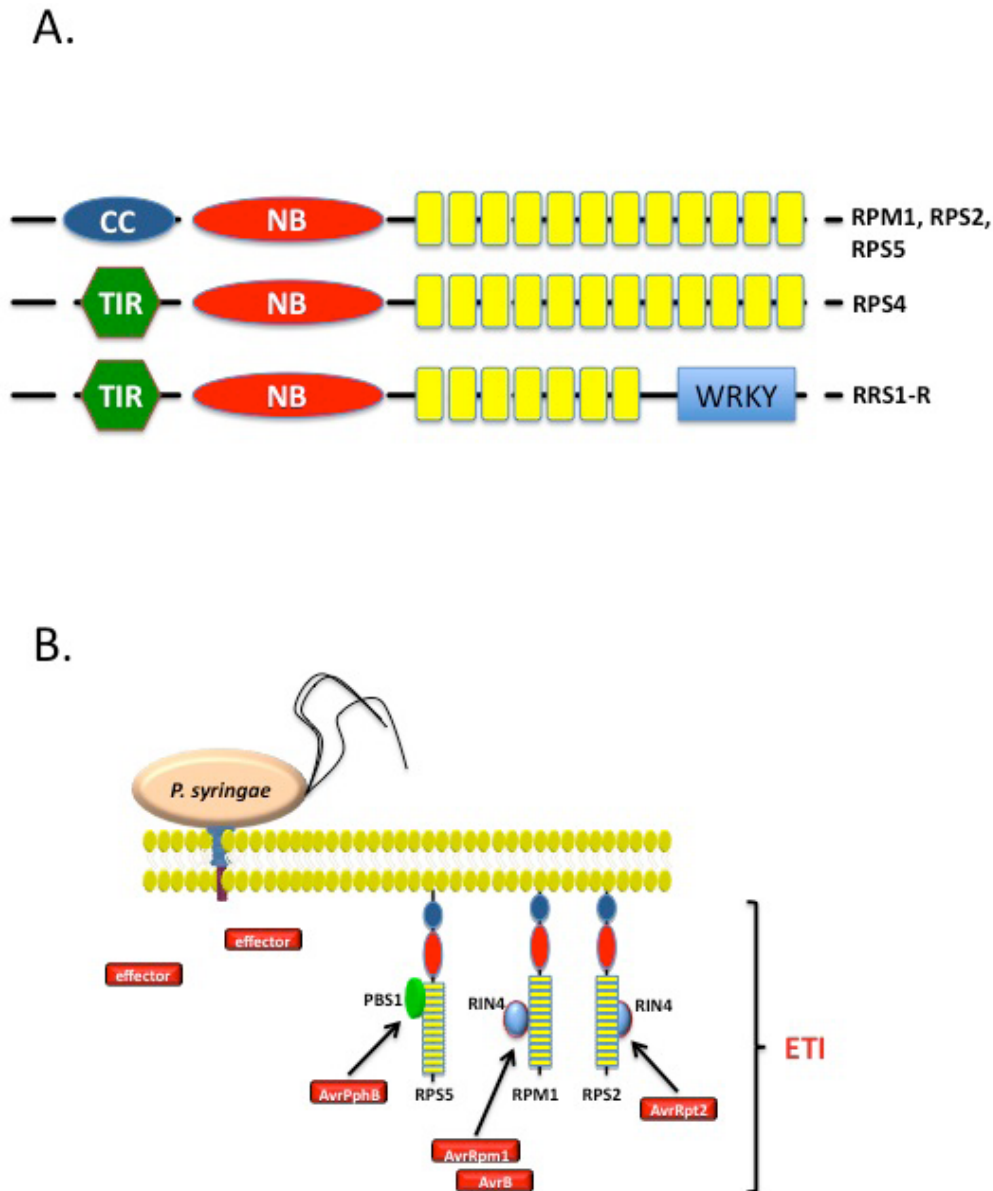 A.
CC NB RPM1, RPS2,
RPS5
TIR NB RPS4
TIR NB WRKY RRS1-R
B.
P. syringae
effector
effector
PBS1 RIN4 RIN4
AvrPphB RPS5 RPM1 RPS2 AvrRpt2
ETI
AvrRpm1
AvrB